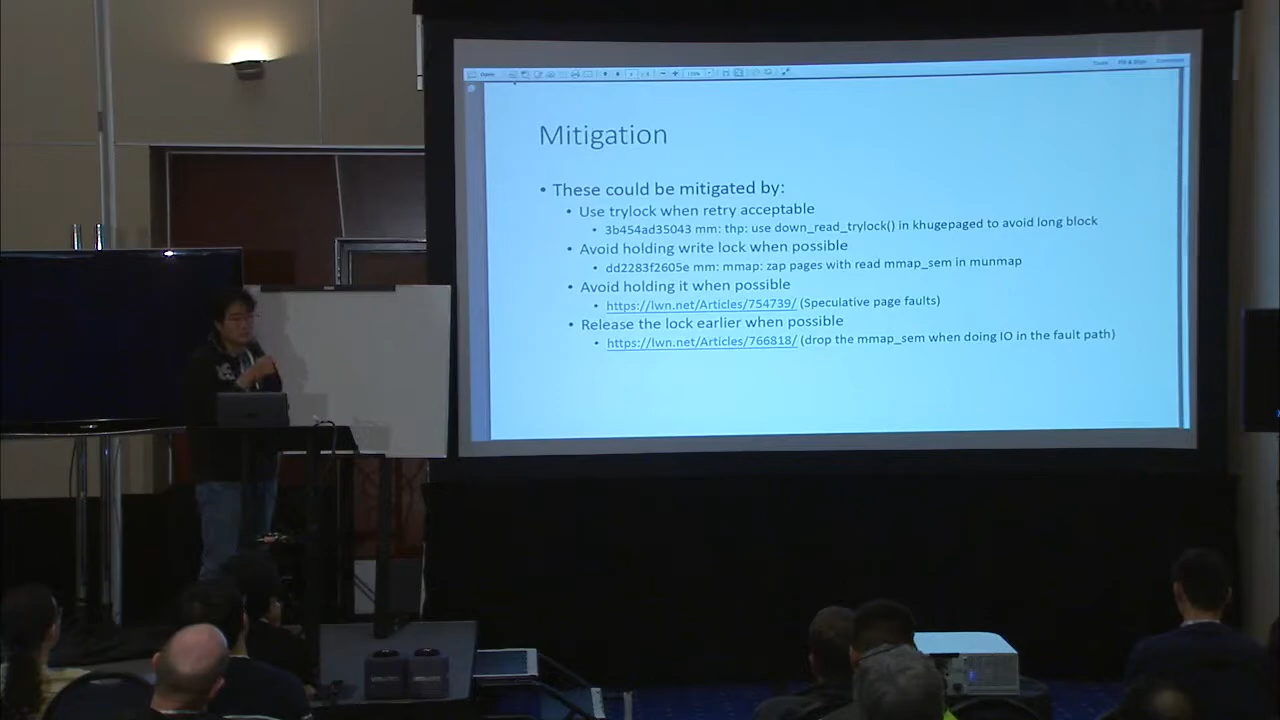 Mitigation
• These could be mitigated by:
• Use trylock when retry acceptable
• 3b454ad35043 mm: thp: use down_read_trylock() in khugepaged to avoid long block
• Avoid holding write lock when possible
• dd2283f2605e mm: mmap: zap pages with read mmap_sem in munmap
• Avoid holding it when possible
• https://lwn.net/Articles/754739/ (Speculative page faults)
• Release the lock earlier when possible
• https://lwn.net/Articles/766818/ (drop the mmap_sem when doing IO in the fault path)